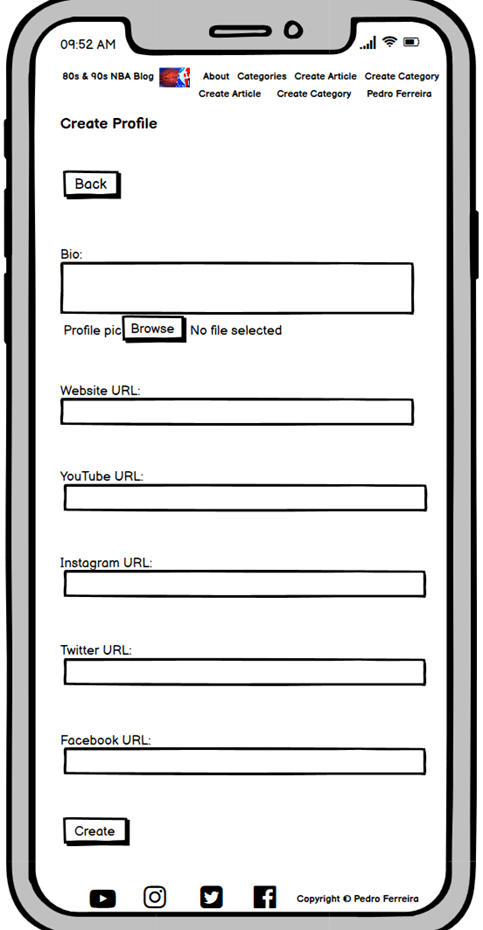 09:52 AM
80s & 90s NBA Blog About Categories Create Article Create Category
Create Article Create Category Pedro Ferreira
Create Profile
Back
Bio:
Profile pic Browse No file selected
Website URL:
YouTube URL:
Instagram URL:
Twitter URL:
Facebook URL:
Create
Copyright © Pedro Ferreira